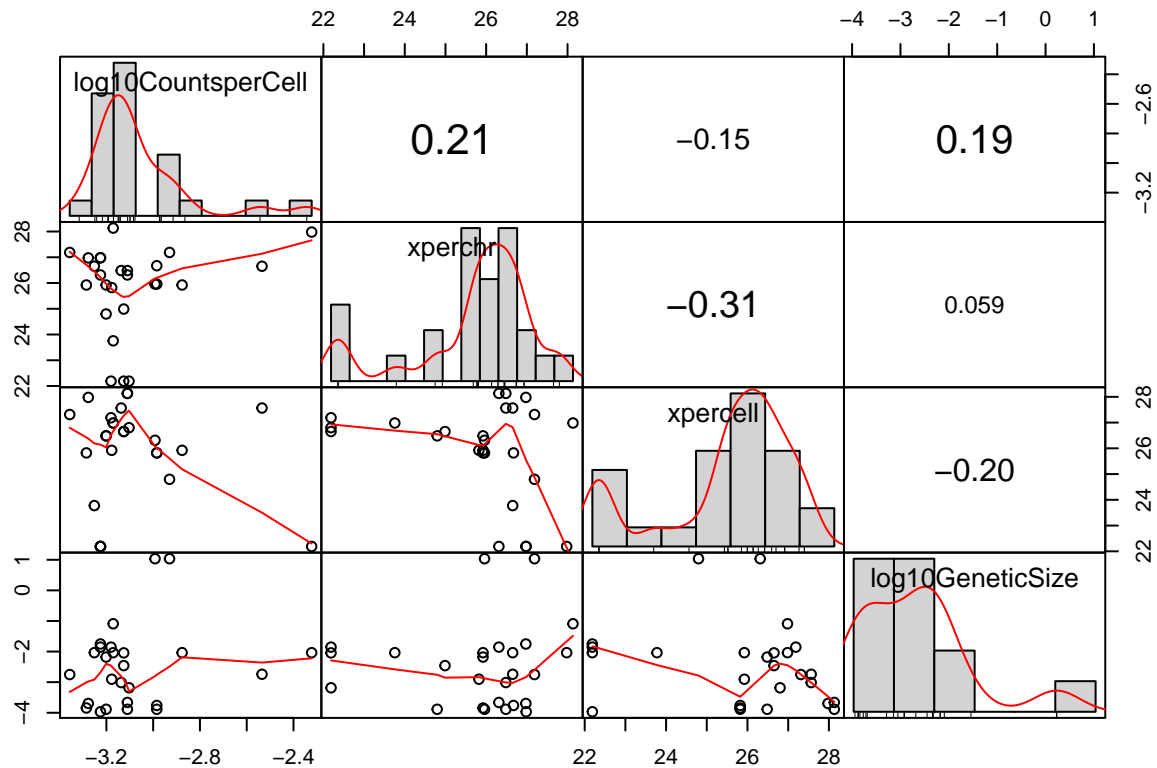 22 24 26 28 −4 −3 −2 −1 0 1
log10CountsperCell
0.21
−0.15
0.19
−3.2 −2.6
22 24 26 28
xperchr
−0.31
0.059
xpercell
−0.20
22 24 26 28
−4 −2 0 1
log10GeneticSize
−3.2 −2.8 −2.4 22 24 26 28